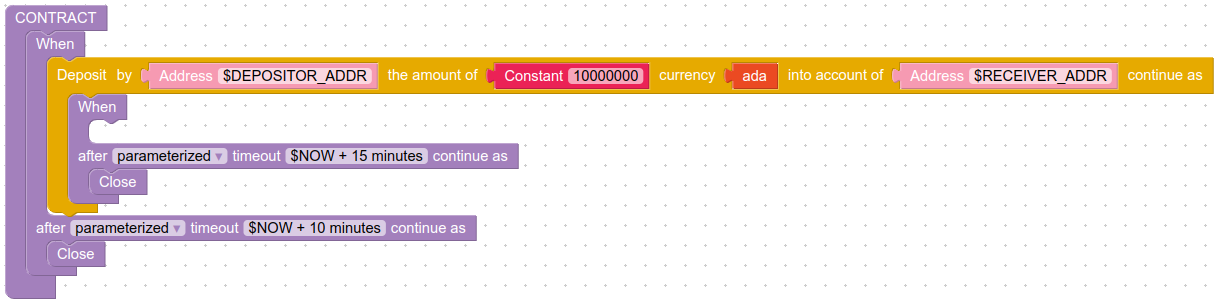 CONTRACT
When
Deposit by Address $DEPOSITOR_ADDR the amount of Constant 10000000 currency ada into account of Address $RECEIVER_ADDR continue as
When
after parameterized timeout $NOW + 15 minutes continue as
Close
after parameterized timeout $NOW + 10 minutes continue as
Close